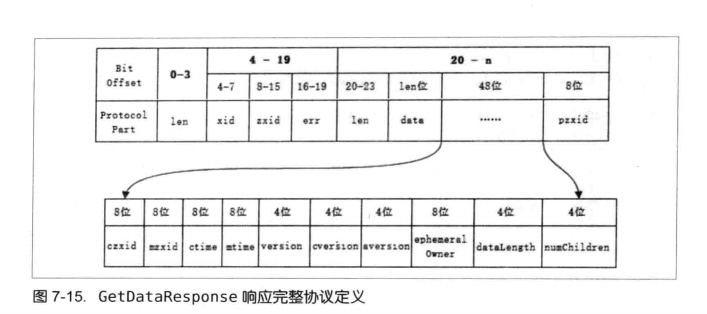 Bit Offset 0-3 4 - 19 20 - n
4-7 8-15 16-19 20-23 len位 48位 8位
Protocol Part len xid zxid err len data ...... pzxid
8位 8位 8位 8位 4位 4位 4位 8位 4位 4位
czxid mzxid ctime mtime version cversion aversion ephemeral Owner dataLength numChildren
图 7-15. GetDataResponse 响应完整协议定义